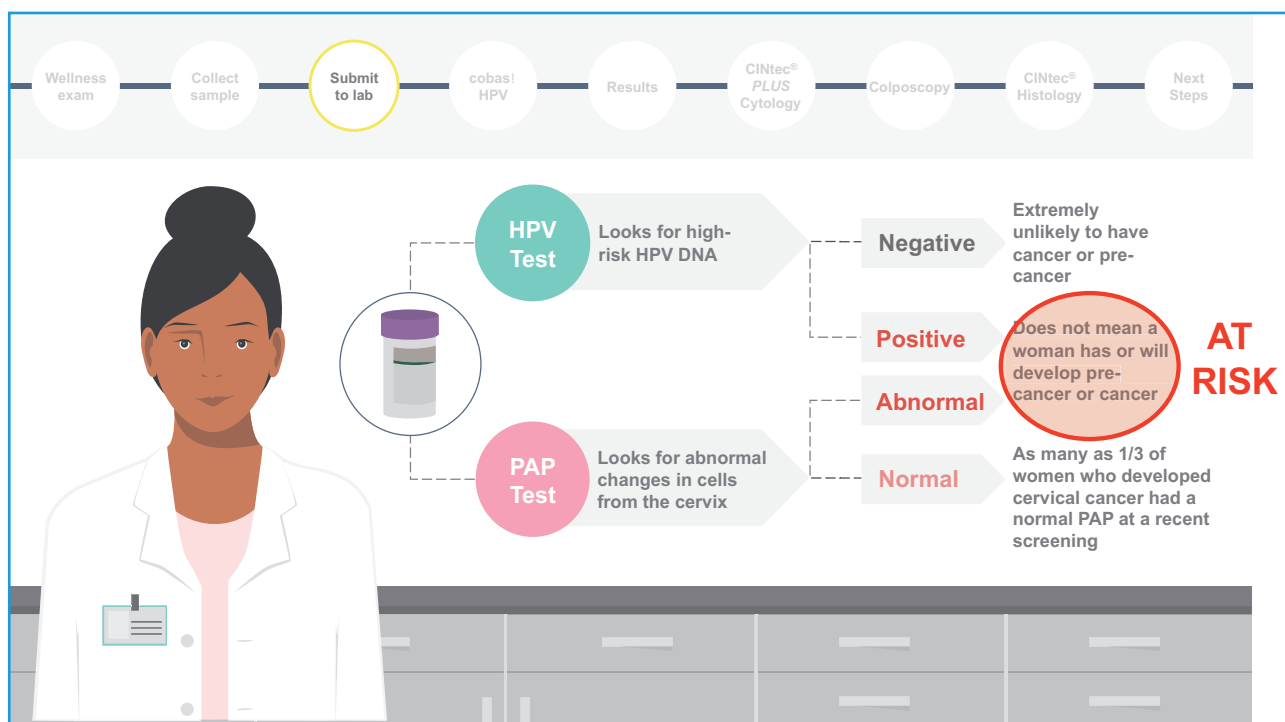 Wellness
exam
Collect
sample
Submit
to lab
cobas!
HPV
Results
CINtec®
PLUS
Cytology
Colposcopy
CINtec®
Histology
Next
Steps
HPV
Test
Looks for high-
risk HPV DNA
Negative
Extremely
unlikely to have
cancer or pre-
cancer
Positive
Does not mean a
woman has or will
develop pre-
cancer or cancer
AT
RISK
Abnormal
PAP
Test
Looks for abnormal
changes in cells
from the cervix
Normal
As many as 1/3 of
women who developed
cervical cancer had a
normal PAP at a recent
screening